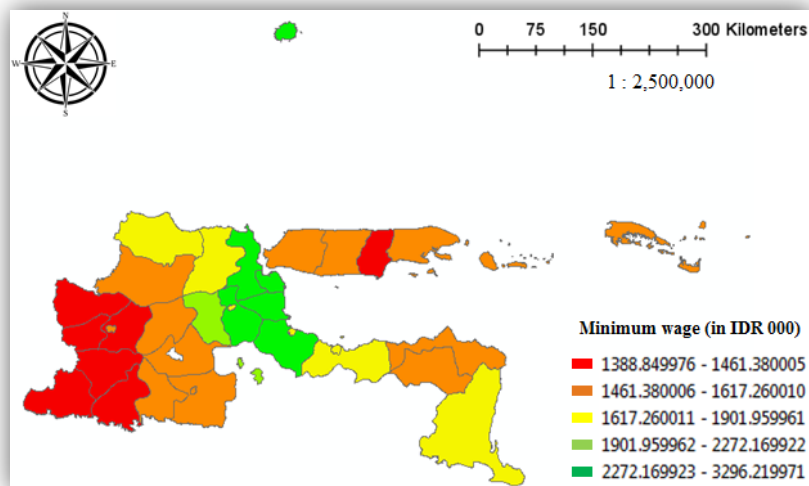 N
W
E
S
0 75 150 300 Kilometers
1 : 2,500,000
Minimum wage (in IDR 000)
1388.849976 - 1461.380005
1461.380006 - 1617.260010
1617.260011 - 1901.959961
1901.959962 - 2272.169922
2272.169923 - 3296.219971